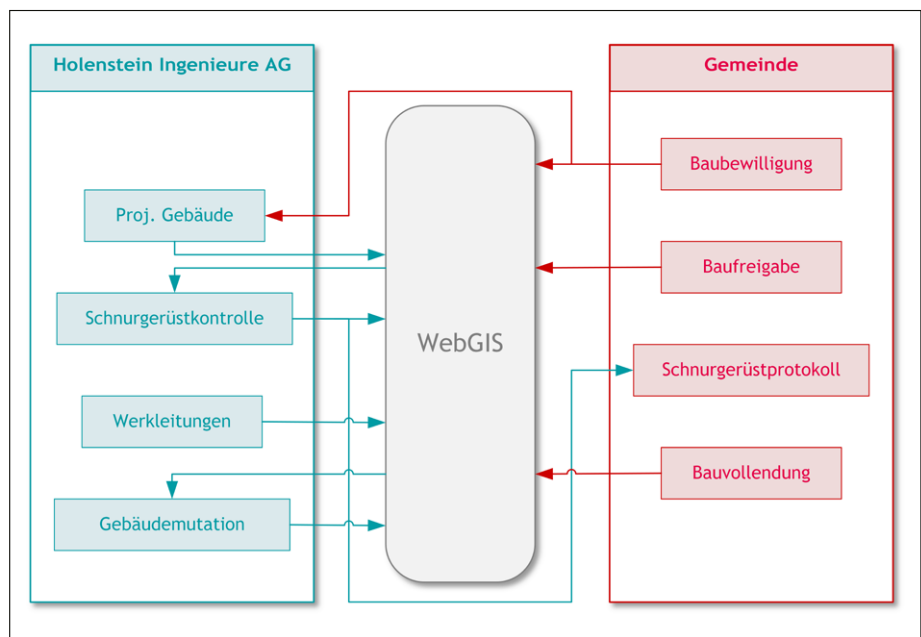 Holenstein Ingenieure AG
Proj. Gebäude
Schnurgerüstkontrolle
Werkleitungen
Gebäudemutation
WebGIS
Gemeinde
Baubewilligung
Baufreigabe
Schnurgerüstprotokoll
Bauvollendung